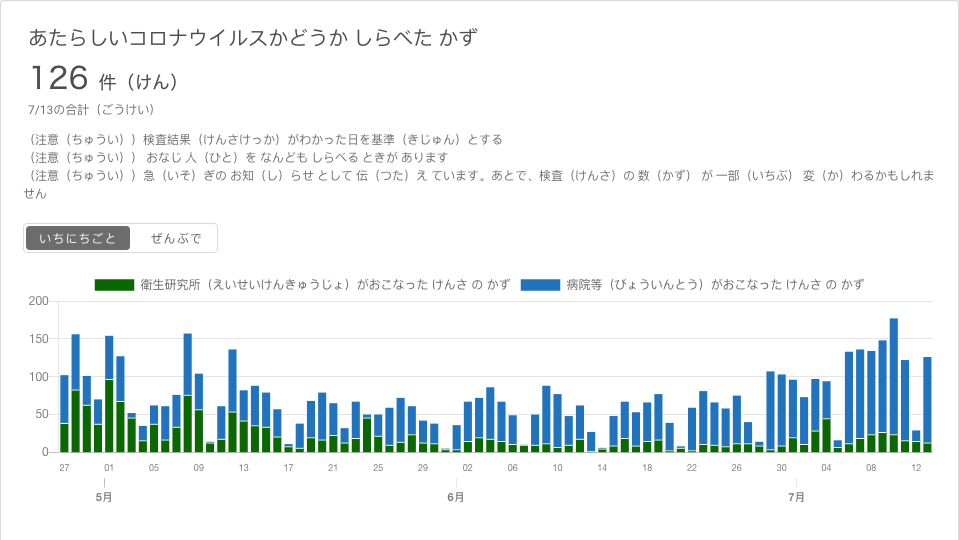 あたらしいコロナウイルスかどうか しらべた かず
126 件（けん）
7/13の合計（ごうけい）
（注意（ちゅうい））検査結果（けんさけっか）がわかった日を基準（きじゅん）とする
（注意（ちゅうい）） おなじ 人（ひと）を なんども しらべる ときが あります
（注意（ちゅうい））急（いそ）ぎの お知（し）らせ として 伝（つた）え ています。あとで、検査（けんさ）の 数（かず） が 一部（いちぶ） 変（か）わるかもしれま
せん
いちにちごと ぜんぶで
衛生研究所（えいせいけんきゅうじょ）がおこなった けんさ の かず 病院等（びょういんとう）がおこなった けんさ の かず
200
150
100
50
0
27 01 05 09 13 17 21 25 29 02 06 10 14 18 22 26 30 04 08 12
5月 6月 7月